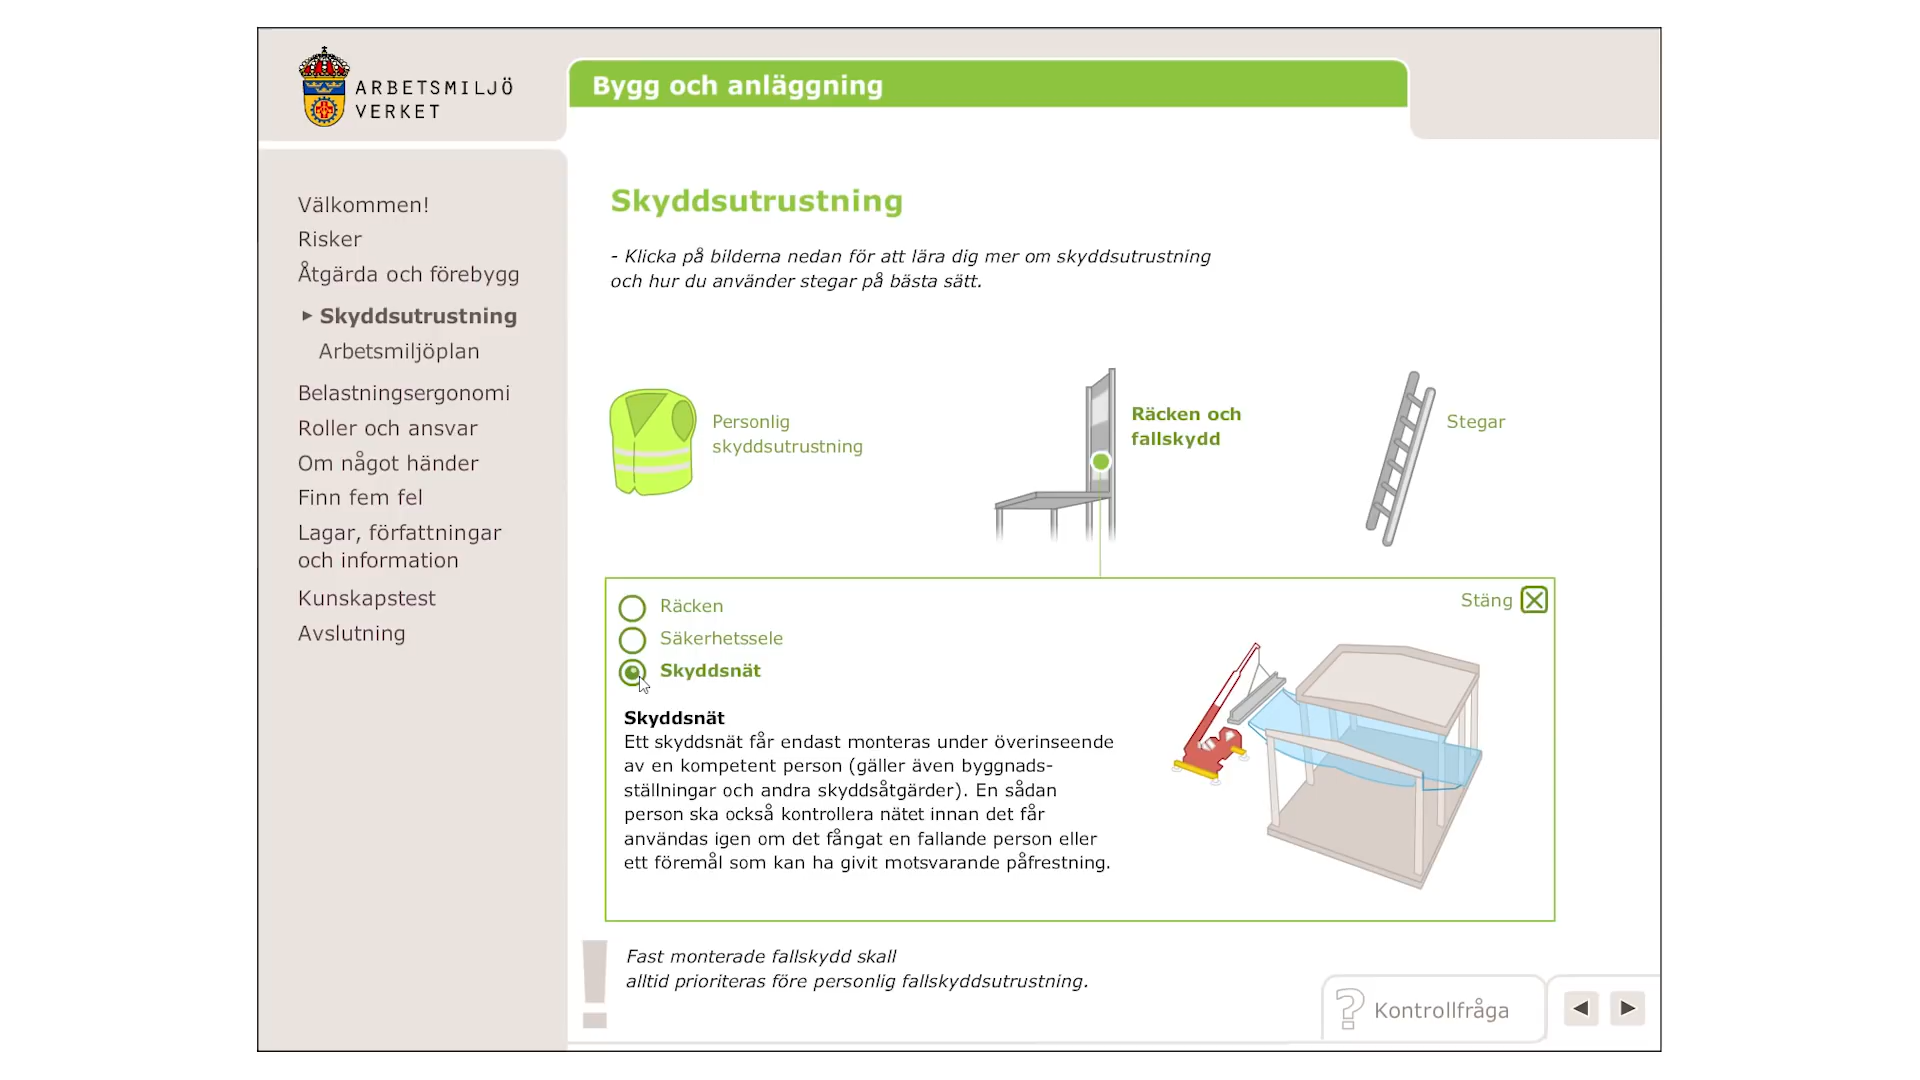 ARBETSMILJÖ
VERKET
Bygg och anläggning
Välkommen!
Risker
Åtgärda och förebygg
Skyddsutrustning
Arbetsmiljöplan
Belastningsergonomi
Roller och ansvar
Om något händer
Finn fem fel
Lagar, författningar
och information
Kunskapstest
Avslutning
Skyddsutrustning
- Klicka på bilderna nedan för att lära dig mer om skyddsutrustning
och hur du använder stegar på bästa sätt.
Personlig
skyddsutrustning
Räcken och
fallskydd
Stegar
Stäng
Räcken
Säkerhetssele
Skyddsnät
Skyddsnät
Ett skyddsnät får endast monteras under överinseende
av en kompetent person (gäller även byggnads-
ställningar och andra skyddsåtgärder). En sådan
person ska också kontrollera nätet innan det får
användas igen om det fångat en fallande person eller
ett föremål som kan ha givit motsvarande påfrestning.
Fast monterade fallskydd skall
alltid prioriteras före personlig fallskyddsutrustning.
Kontrollfråga